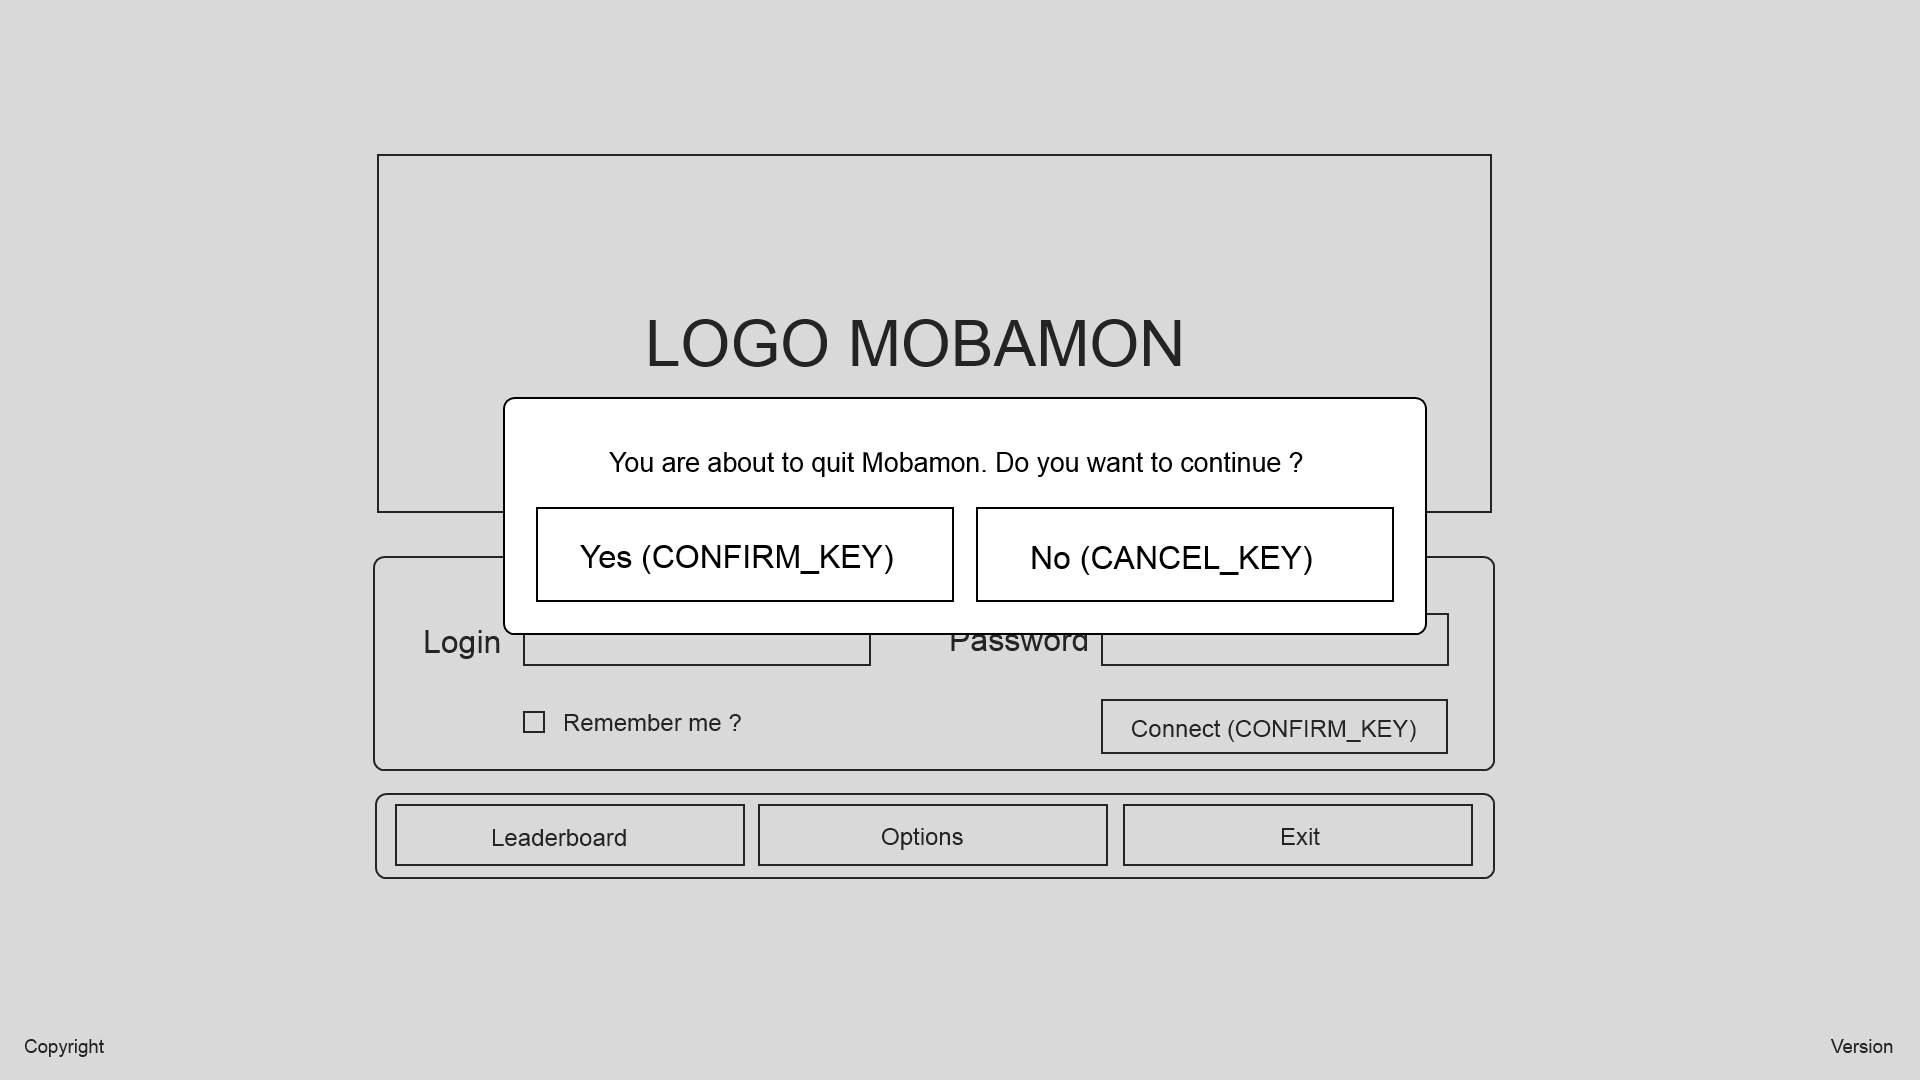 LOGO MOBAMON
You are about to quit Mobamon. Do you want to continue ?
Yes (CONFIRM_KEY)
No (CANCEL_KEY)
Login
Password
Remember me ?
Connect (CONFIRM_KEY)
Leaderboard
Options
Exit
Copyright
Version